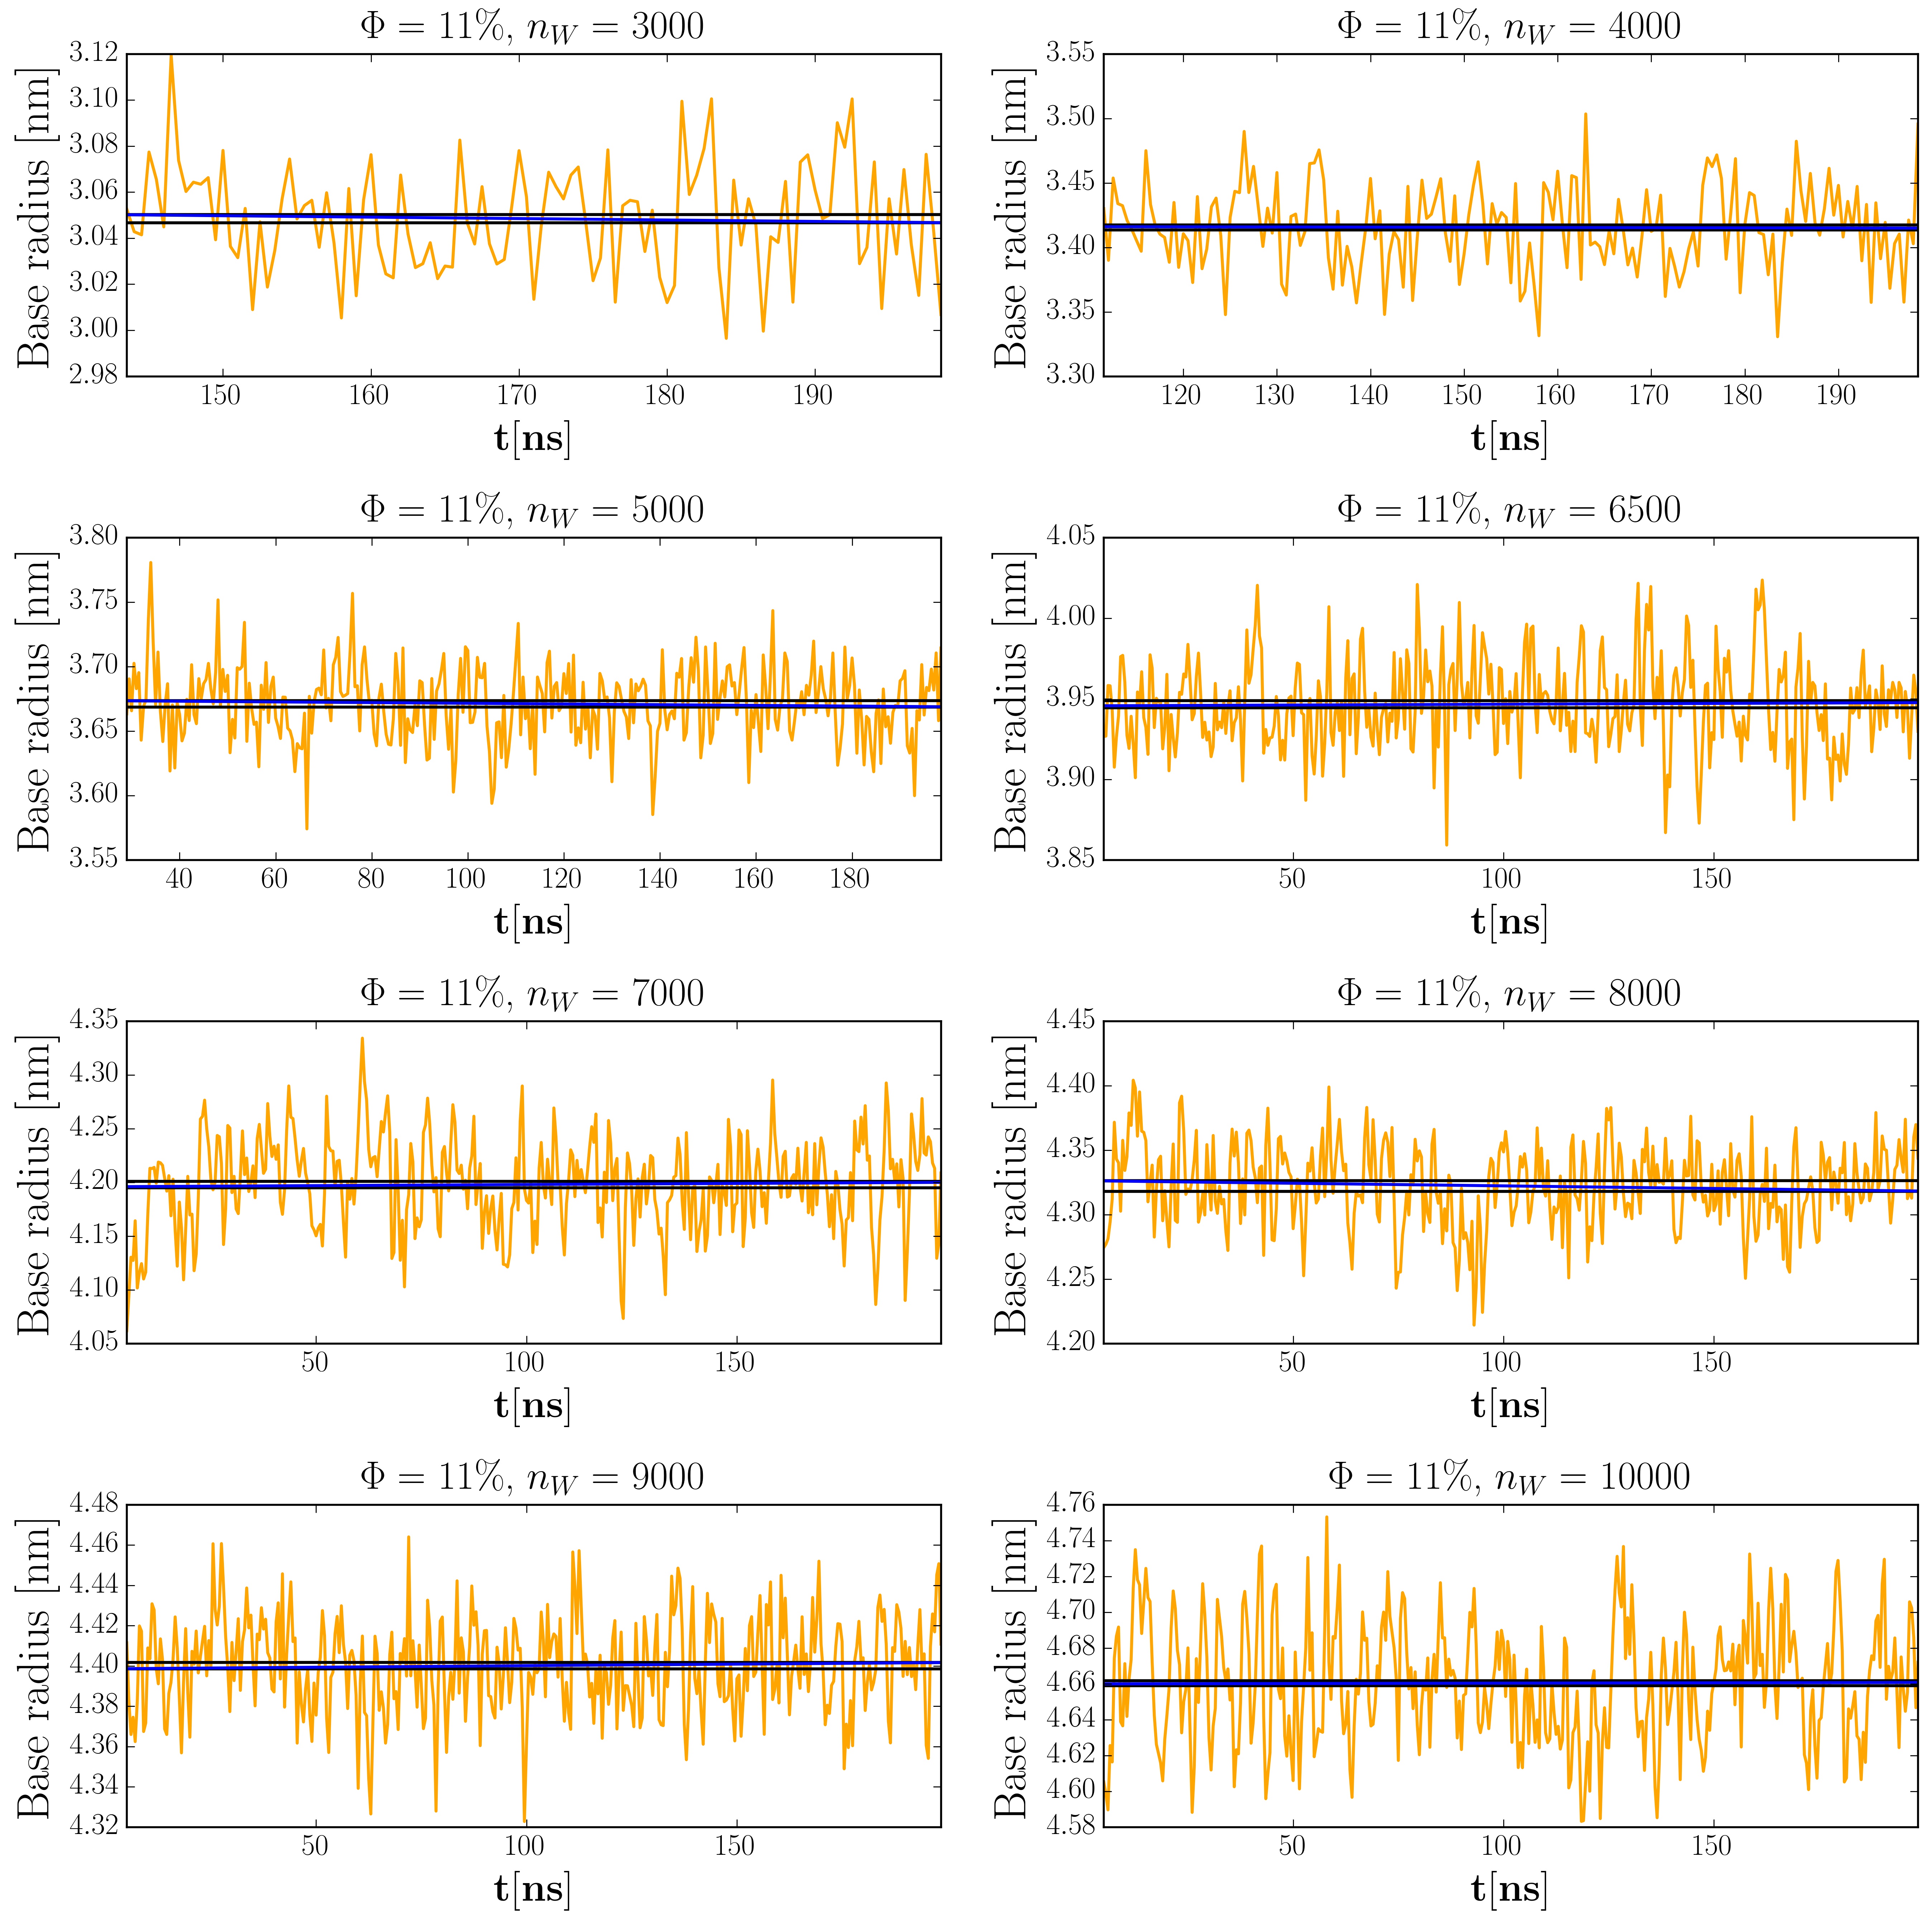 Φ = 11%, n_W = 3000
Base radius [nm]
3.12
3.10
3.08
3.06
3.04
3.02
3.00
2.98
150 160 170 180 190
t[ns]
Φ = 11%, n_W = 4000
Base radius [nm]
3.55
3.50
3.45
3.40
3.35
3.30
120 130 140 150 160 170 180 190
t[ns]
Φ = 11%, n_W = 5000
Base radius [nm]
3.80
3.75
3.70
3.65
3.60
3.55
40 60 80 100 120 140 160 180
t[ns]
Φ = 11%, n_W = 6500
Base radius [nm]
4.05
4.00
3.95
3.90
3.85
50 100 150
t[ns]
Φ = 11%, n_W = 7000
Base radius [nm]
4.35
4.30
4.25
4.20
4.15
4.10
4.05
50 100 150
t[ns]
Φ = 11%, n_W = 8000
Base radius [nm]
4.45
4.40
4.35
4.30
4.25
4.20
50 100 150
t[ns]
Φ = 11%, n_W = 9000
Base radius [nm]
4.48
4.46
4.44
4.42
4.40
4.38
4.36
4.34
4.32
50 100 150
t[ns]
Φ = 11%, n_W = 10000
Base radius [nm]
4.76
4.74
4.72
4.70
4.68
4.66
4.64
4.62
4.60
4.58
50 100 150
t[ns]